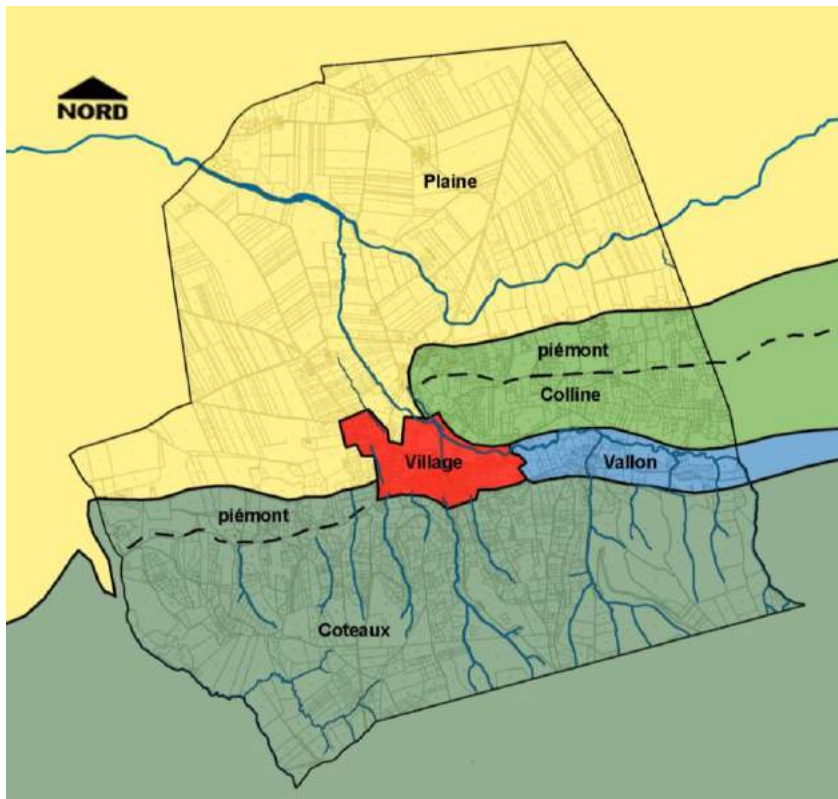 NORD
Plaine
piémont
Colline
Village
Vallon
piémont
Coteaux